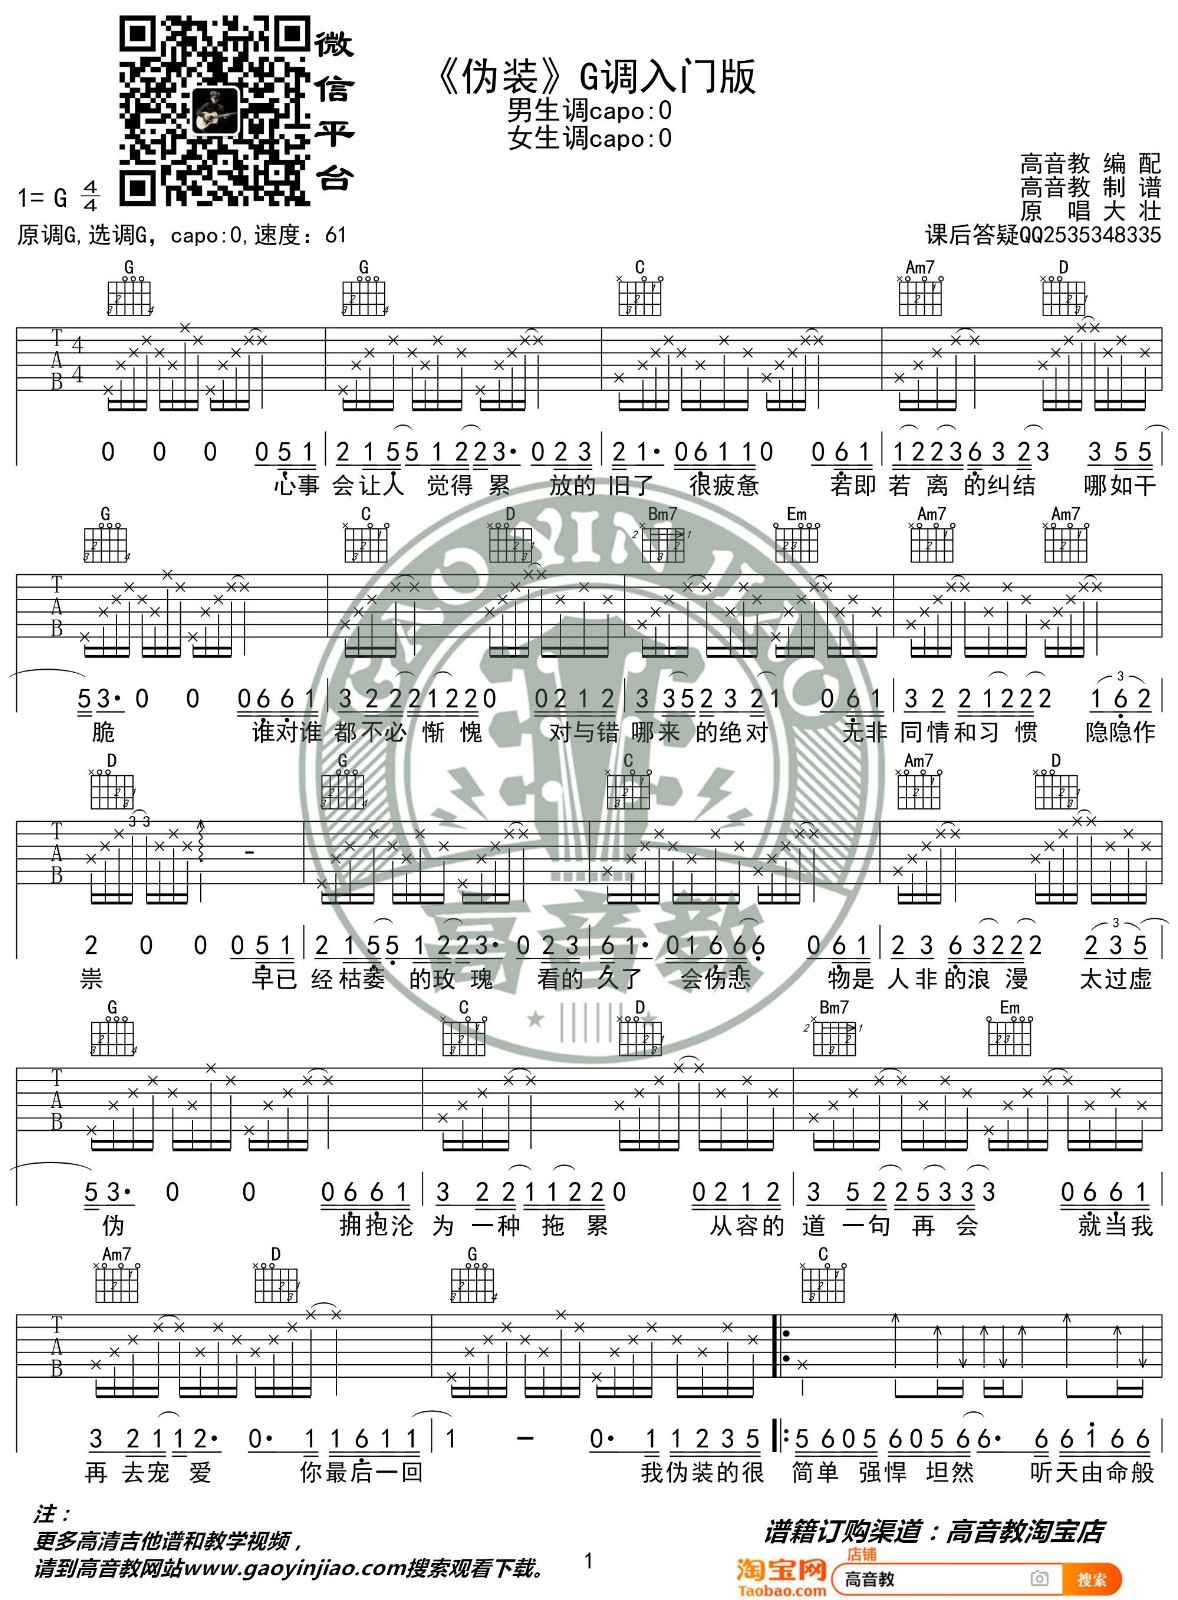 微信平台
《伪装》G调入门版
男生调capo:0
女生调capo:0
高音教 编 配
高音教 制 谱
原 唱 大 壮
1= G 4/4
原调G,选调G, capo:0,速度: 61
课后答疑QQ2535348335
G G C Am7 D
T A B 4 4
0 0 0 0 5 1 2 1 5 5 1 2 2 3· 0 2 3 2 1· 0 6 1 1 0 0 6 1 1 2 2 3 6 3 2 3 3 5 5
心事 会让人 觉得 累 放的 旧了 很疲惫 若即 若 离 的纠结 哪如干
G C D Bm7 Em Am7 Am7
T A B
5 3· 0 0 0 6 6 1 3 2 2 2 1 2 2 0 0 2 1 2 3 3 5 2 3 2 1 0 6 1 3 2 2 1 2 2 2 1 6 2
脆 谁对谁 都不必 惭 愧 对与错 哪来 的绝对 无非 同情和习 惯 隐隐作
D G C Am7 D
T A B 3 3 -
2 0 0 0 5 1 2 1 5 5 1 2 2 3· 0 2 3 6 1· 0 1 6 6 6 0 0 6 1 2 3 6 3 2 2 2 2 3 5
祟 早已 经枯萎 的玫瑰 看的 久了 会伤悲 物是 人非的浪 漫 太过虚
G C D Bm7 Em
T A B
5 3· 0 0 0 6 6 1 3 2 2 1 1 2 2 0 0 2 1 2 3 5 2 2 5 3 3 3 0 6 6 1
伪 拥抱沦 为 一种 拖累 从容的 道 一句 再 会 就当我
Am7 D G C
T A B
3 2 1 1 2· 0· 1 1 6 1 1 1 - 0· 1 1 2 3 5 5 6 0 5 6 0 5 6 6· 6 6 1 6 6
再 去宠 爱 你最后一回 我伪装的很 简单 强悍 坦然 听天由命般
注：
更多高清吉他谱和教学视频，
请到高音教网站www.gaoyinjiao.com搜索观看下载。
1
谱籍订购渠道：高音教淘宝店
淘宝网
Taobao.com
店铺
高音教
搜索
GAO YIN JIAO
高音教